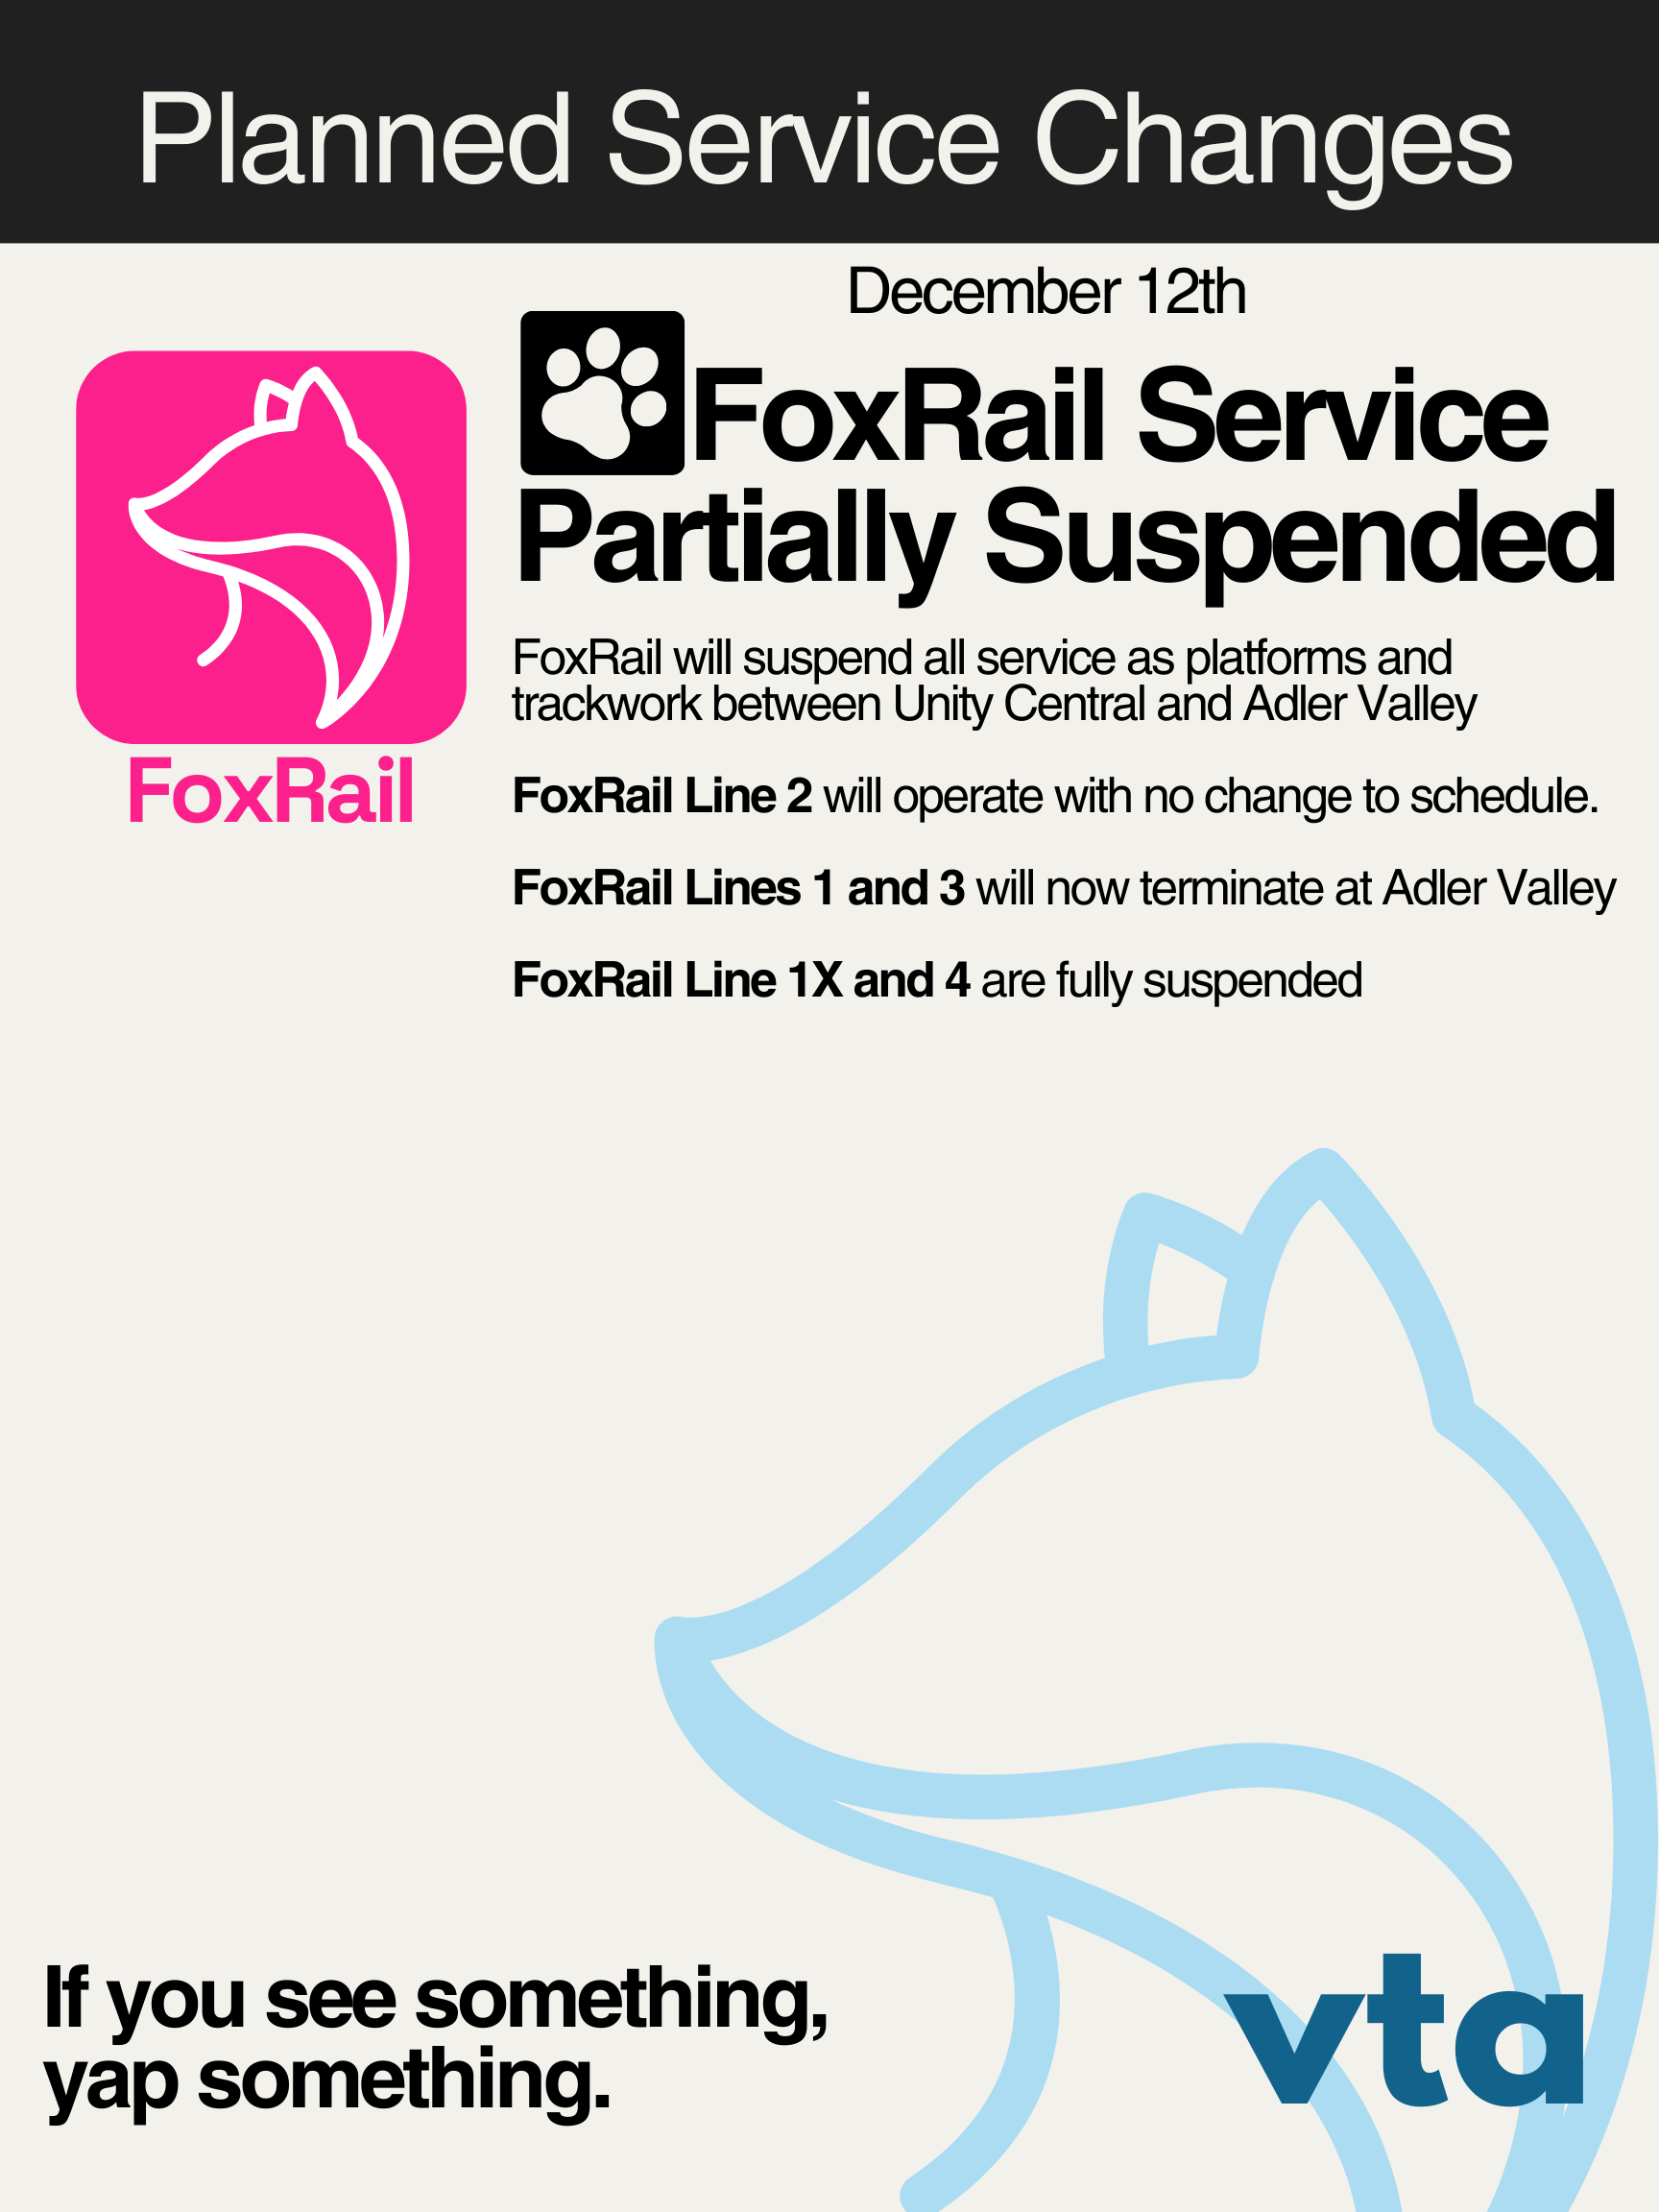 Planned Service Changes
December 12th
FoxRail Service
Partially Suspended
FoxRail will suspend all service as platforms and
trackwork between Unity Central and Adler Valley
FoxRail Line 2 will operate with no change to schedule.
FoxRail Lines 1 and 3 will now terminate at Adler Valley
FoxRail Line 1X and 4 are fully suspended
FoxRail
If you see something,
yap something.
vta